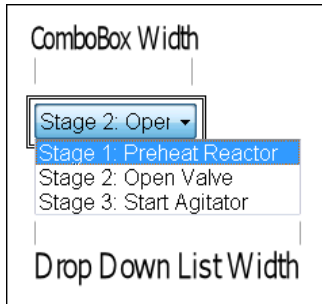 ComboBox Width
Stage 2: Oper
Stage 1: Preheat Reactor
Stage 2: Open Valve
Stage 3: Start Agitator
Drop Down List Width